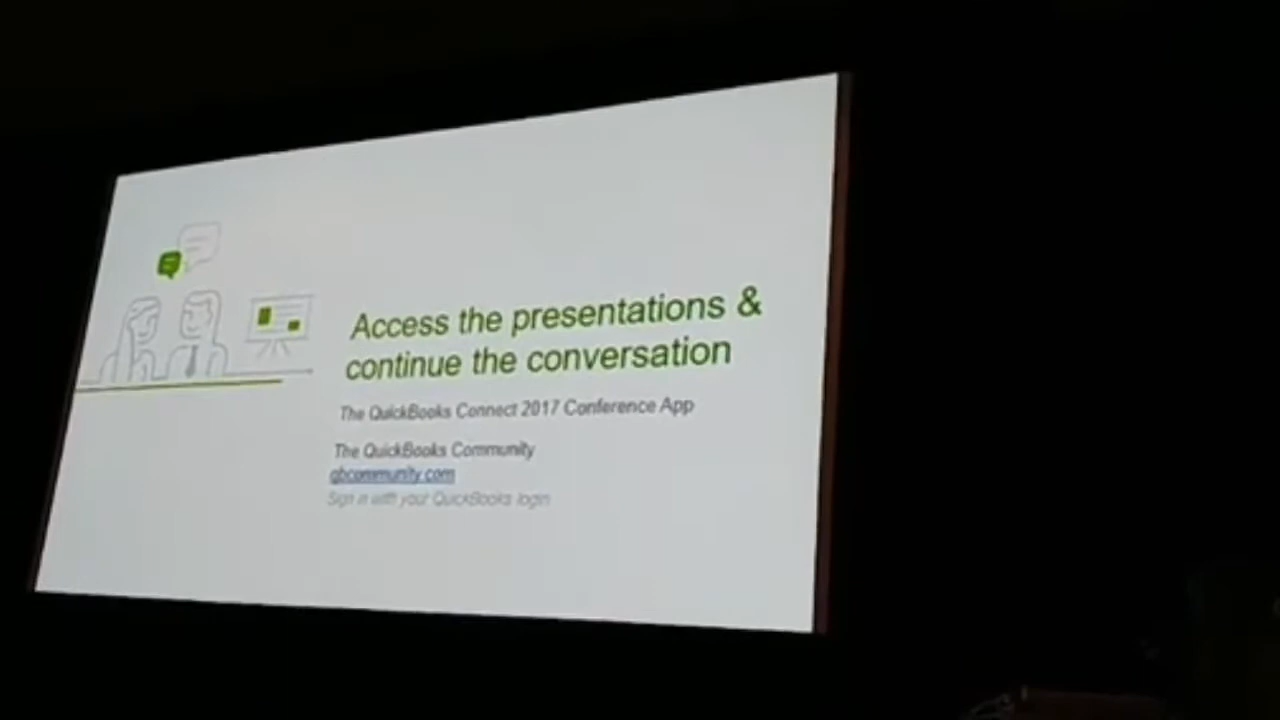 Access the presentations &
continue the conversation
The QuickBooks Connect 2017 Conference App
The QuickBooks Community
qbcommunity.com
Sign in with your QuickBooks login